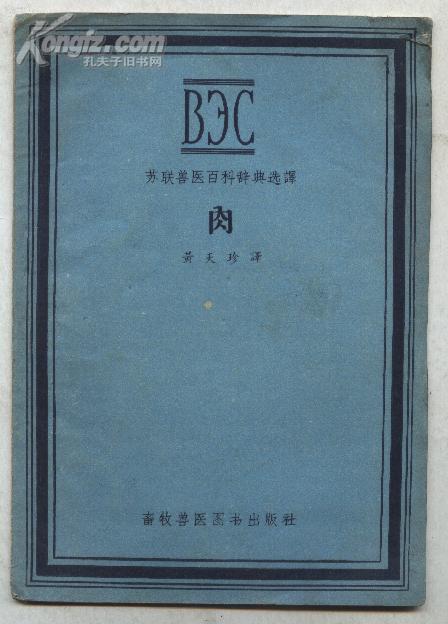 Kongfz.com
孔夫子旧书网
ВЭС
苏联兽医百科辞典选譯
肉
黃天珍譯
畜牧兽医图书出版社